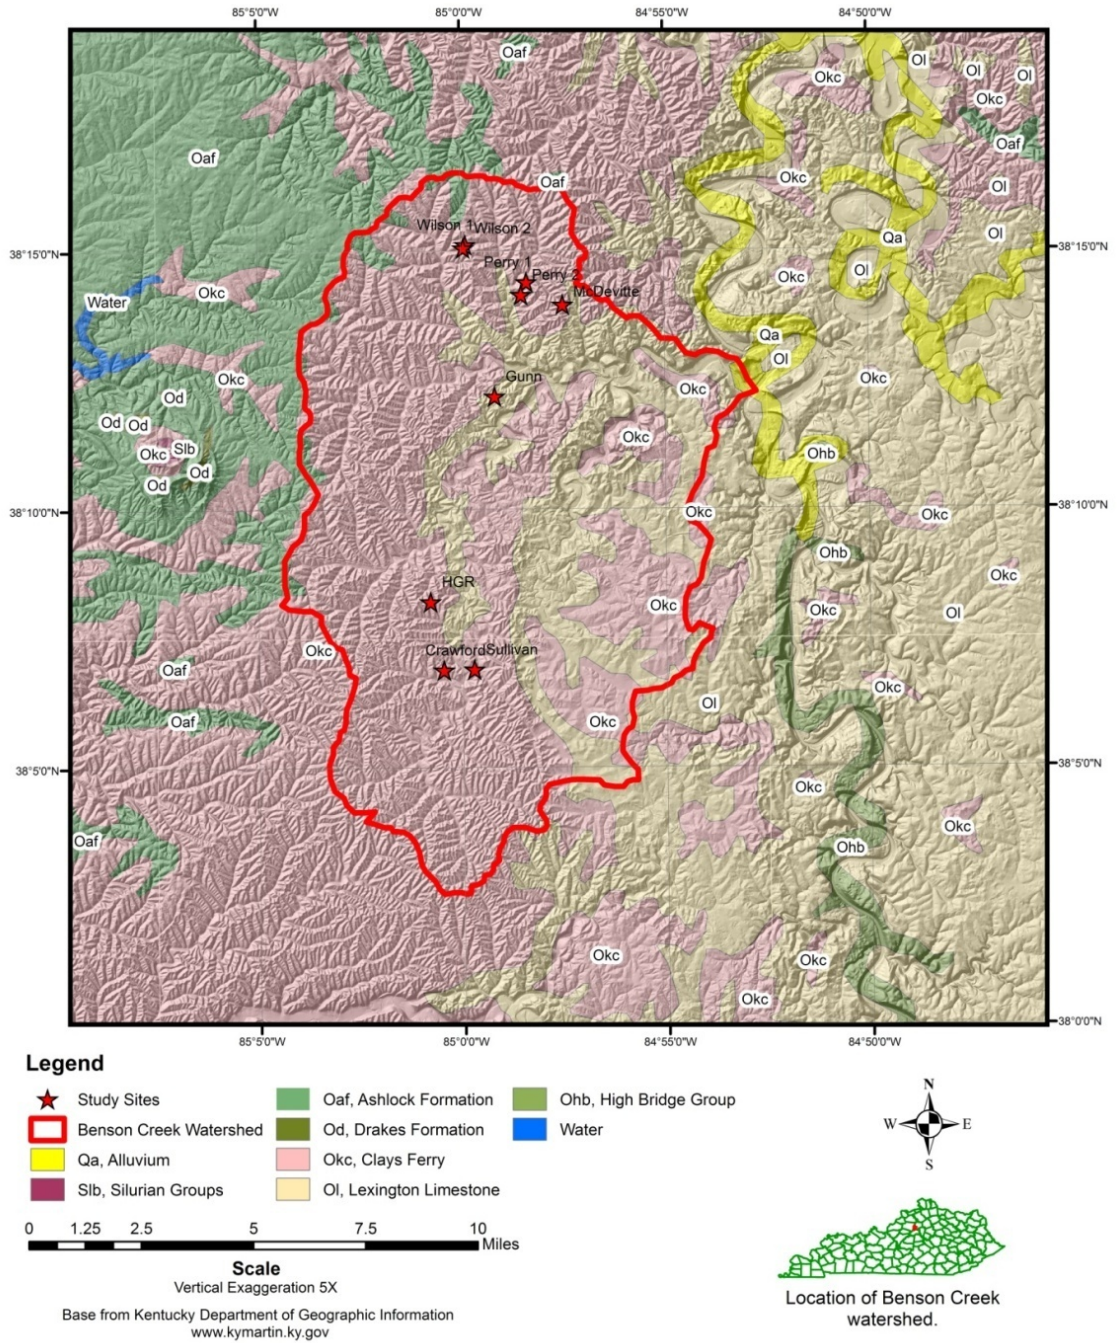 85°5'0"W 85°0'0"W 84°55'0"W 84°50'0"W
Oaf
Okc
Ol
Ol
Ol
Okc
Oaf
Oaf
Okc
Oaf
Ol
Wilson 1 Wilson 2
Ol
Qa
38°15'0"N 38°15'0"N
Perry 1
Perry 2
Ol
Okc
Okc
McDevitte
Water
Qa
Ol
Gunn
Okc
Okc
Okc
Od
Od
Od
Okc
Slb
Okc
Ohb
Od
Od
38°10'0"N 38°10'0"N
Okc
Okc
Ohb
Okc
HGR
Okc
Okc
Ol
Crawford Sullivan
Okc
Oaf
Okc
Ol
Oaf
Okc
38°5'0"N 38°5'0"N
Okc
Okc
Oaf
Ohb
Okc
Okc
Okc
38°0'0"N
85°5'0"W 85°0'0"W 84°55'0"W 84°50'0"W
Legend
Study Sites
Benson Creek Watershed
Qa, Alluvium
Slb, Silurian Groups
Oaf, Ashlock Formation
Od, Drakes Formation
Okc, Clays Ferry
Ol, Lexington Limestone
Ohb, High Bridge Group
Water
N
W E
S
0 1.25 2.5 5 7.5 10
Miles
Scale
Vertical Exaggeration 5X
Base from Kentucky Department of Geographic Information
www.kymartin.ky.gov
Location of Benson Creek
watershed.